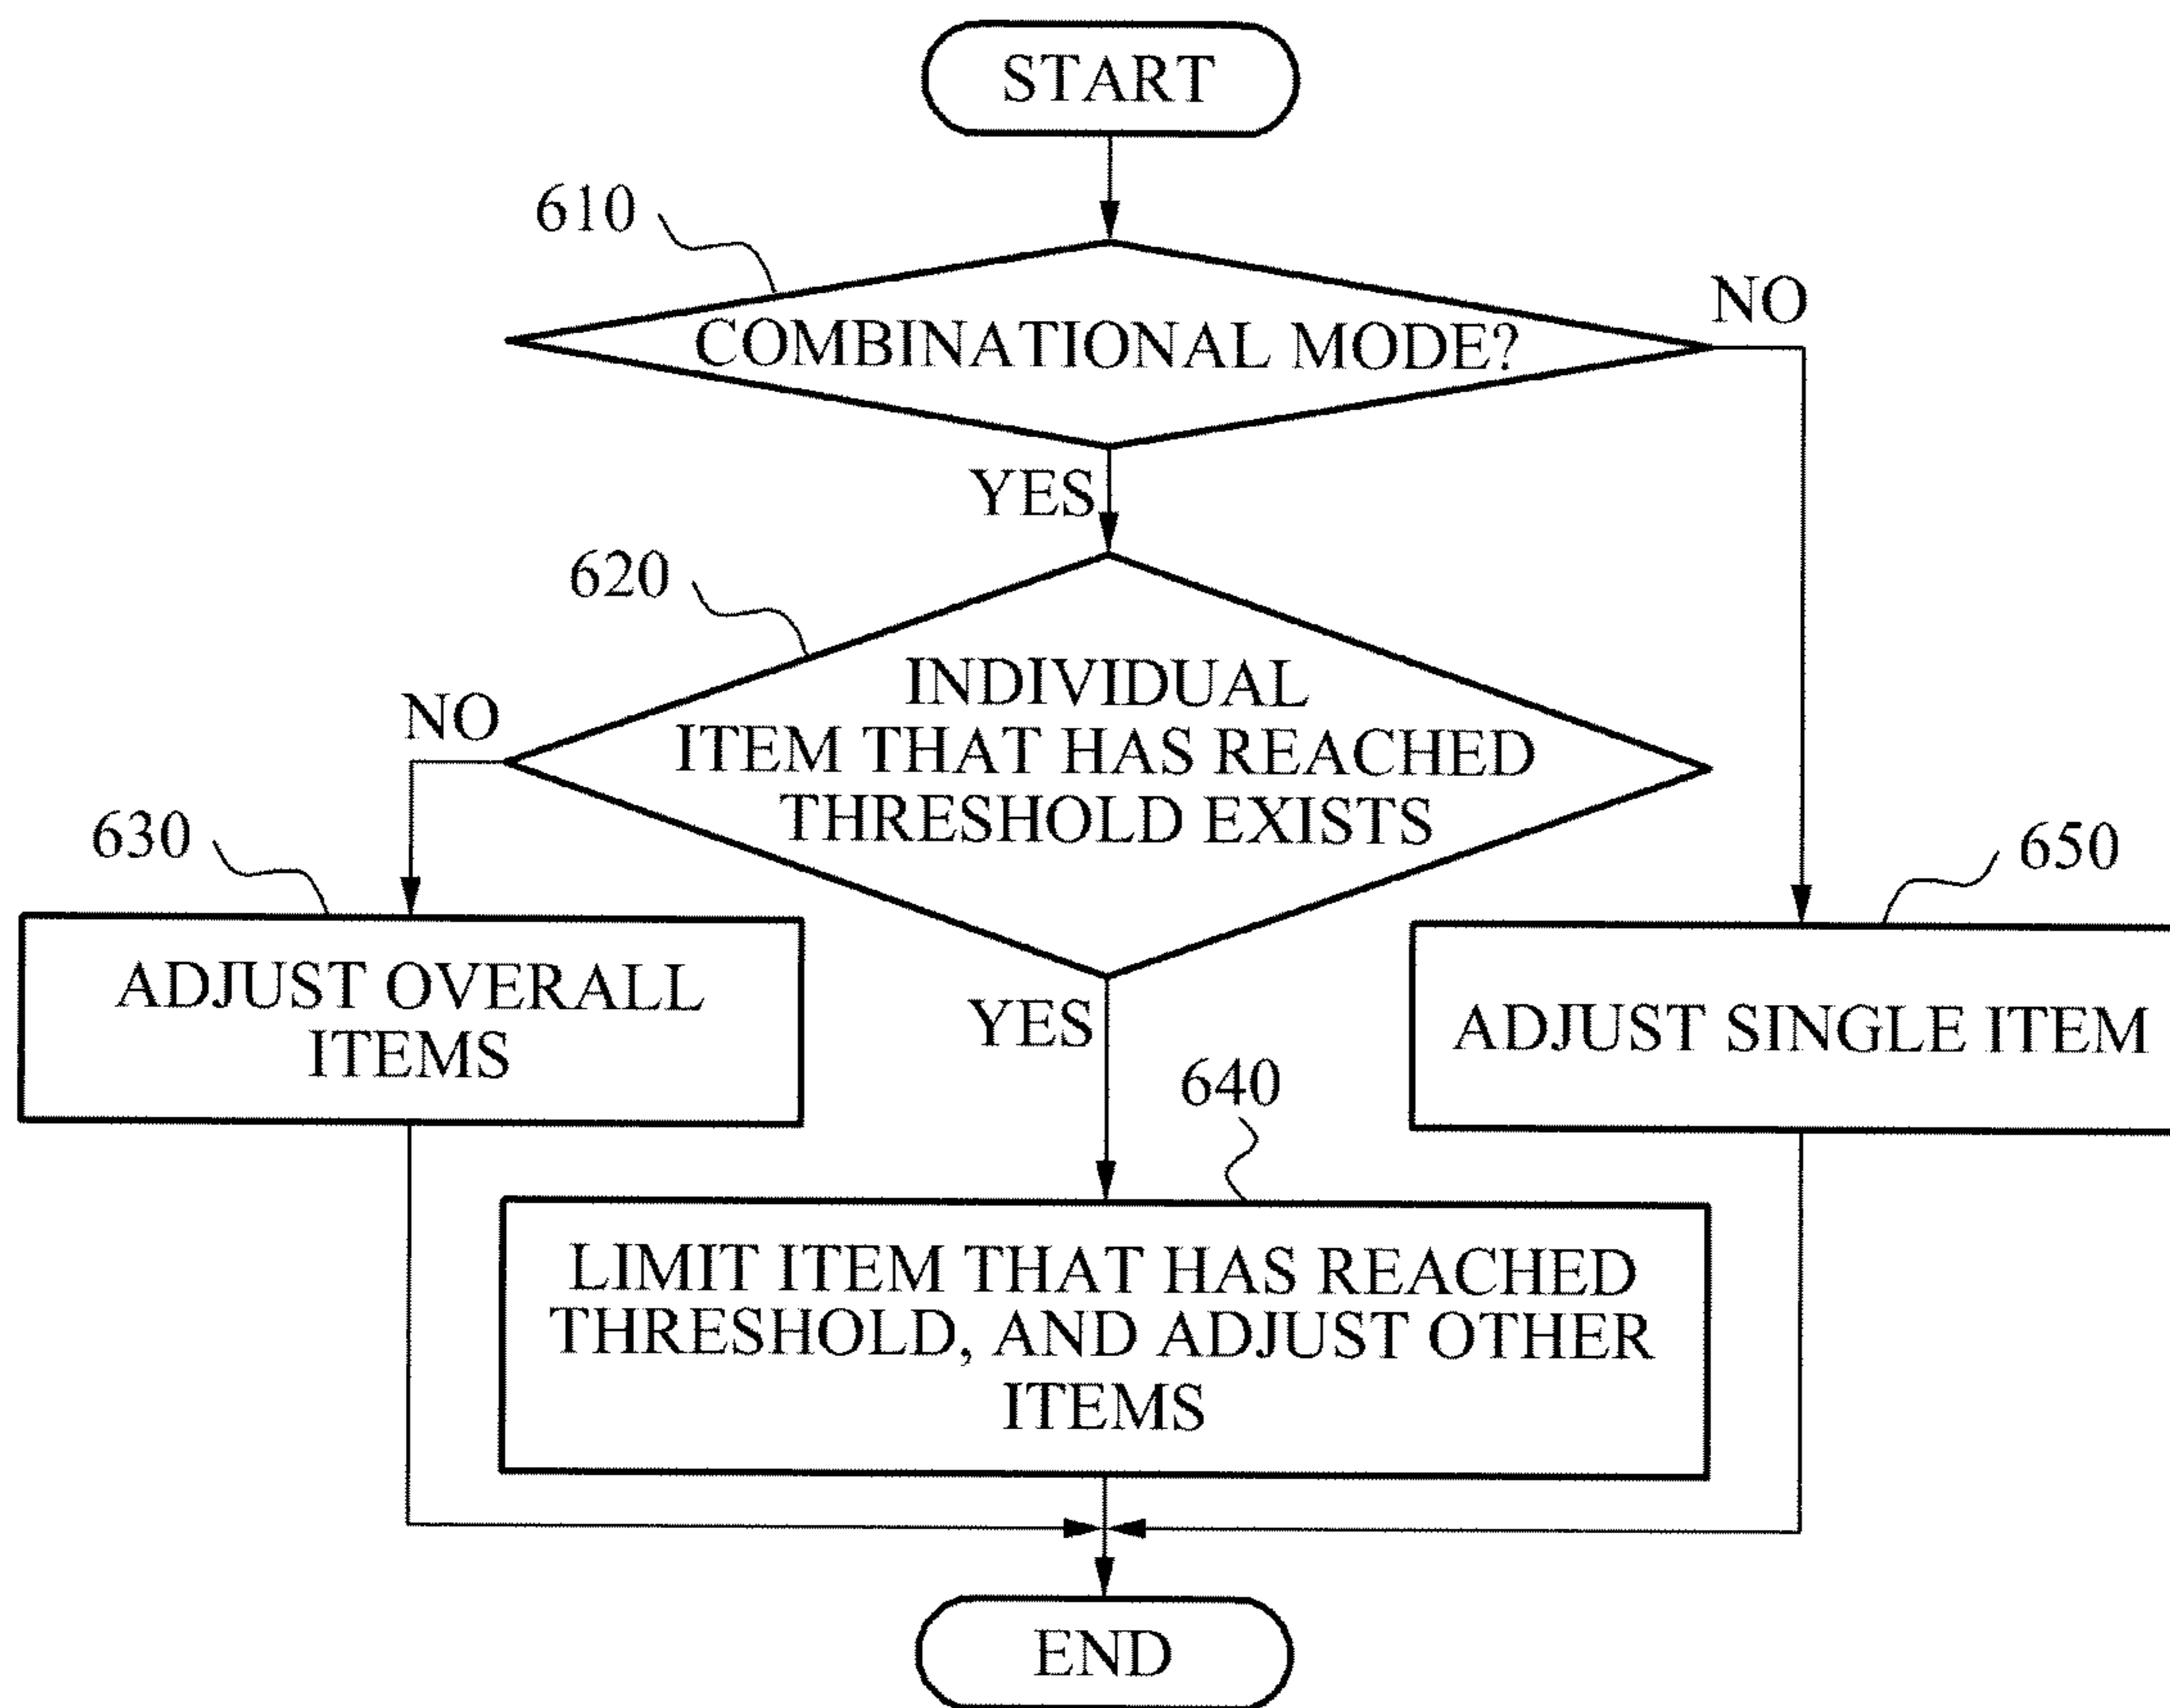 START
610
COMBINATIONAL MODE?
NO
YES
620
INDIVIDUAL
ITEM THAT HAS REACHED
THRESHOLD EXISTS
NO
630
ADJUST OVERALL
ITEMS
YES
650
ADJUST SINGLE ITEM
640
LIMIT ITEM THAT HAS REACHED
THRESHOLD, AND ADJUST OTHER
ITEMS
END